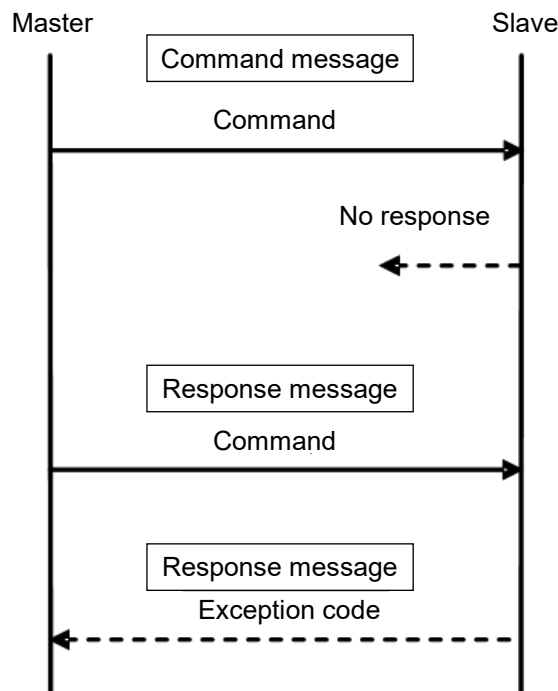 Master
Slave
Command message
Command
No response
Response message
Command
Response message
Exception code